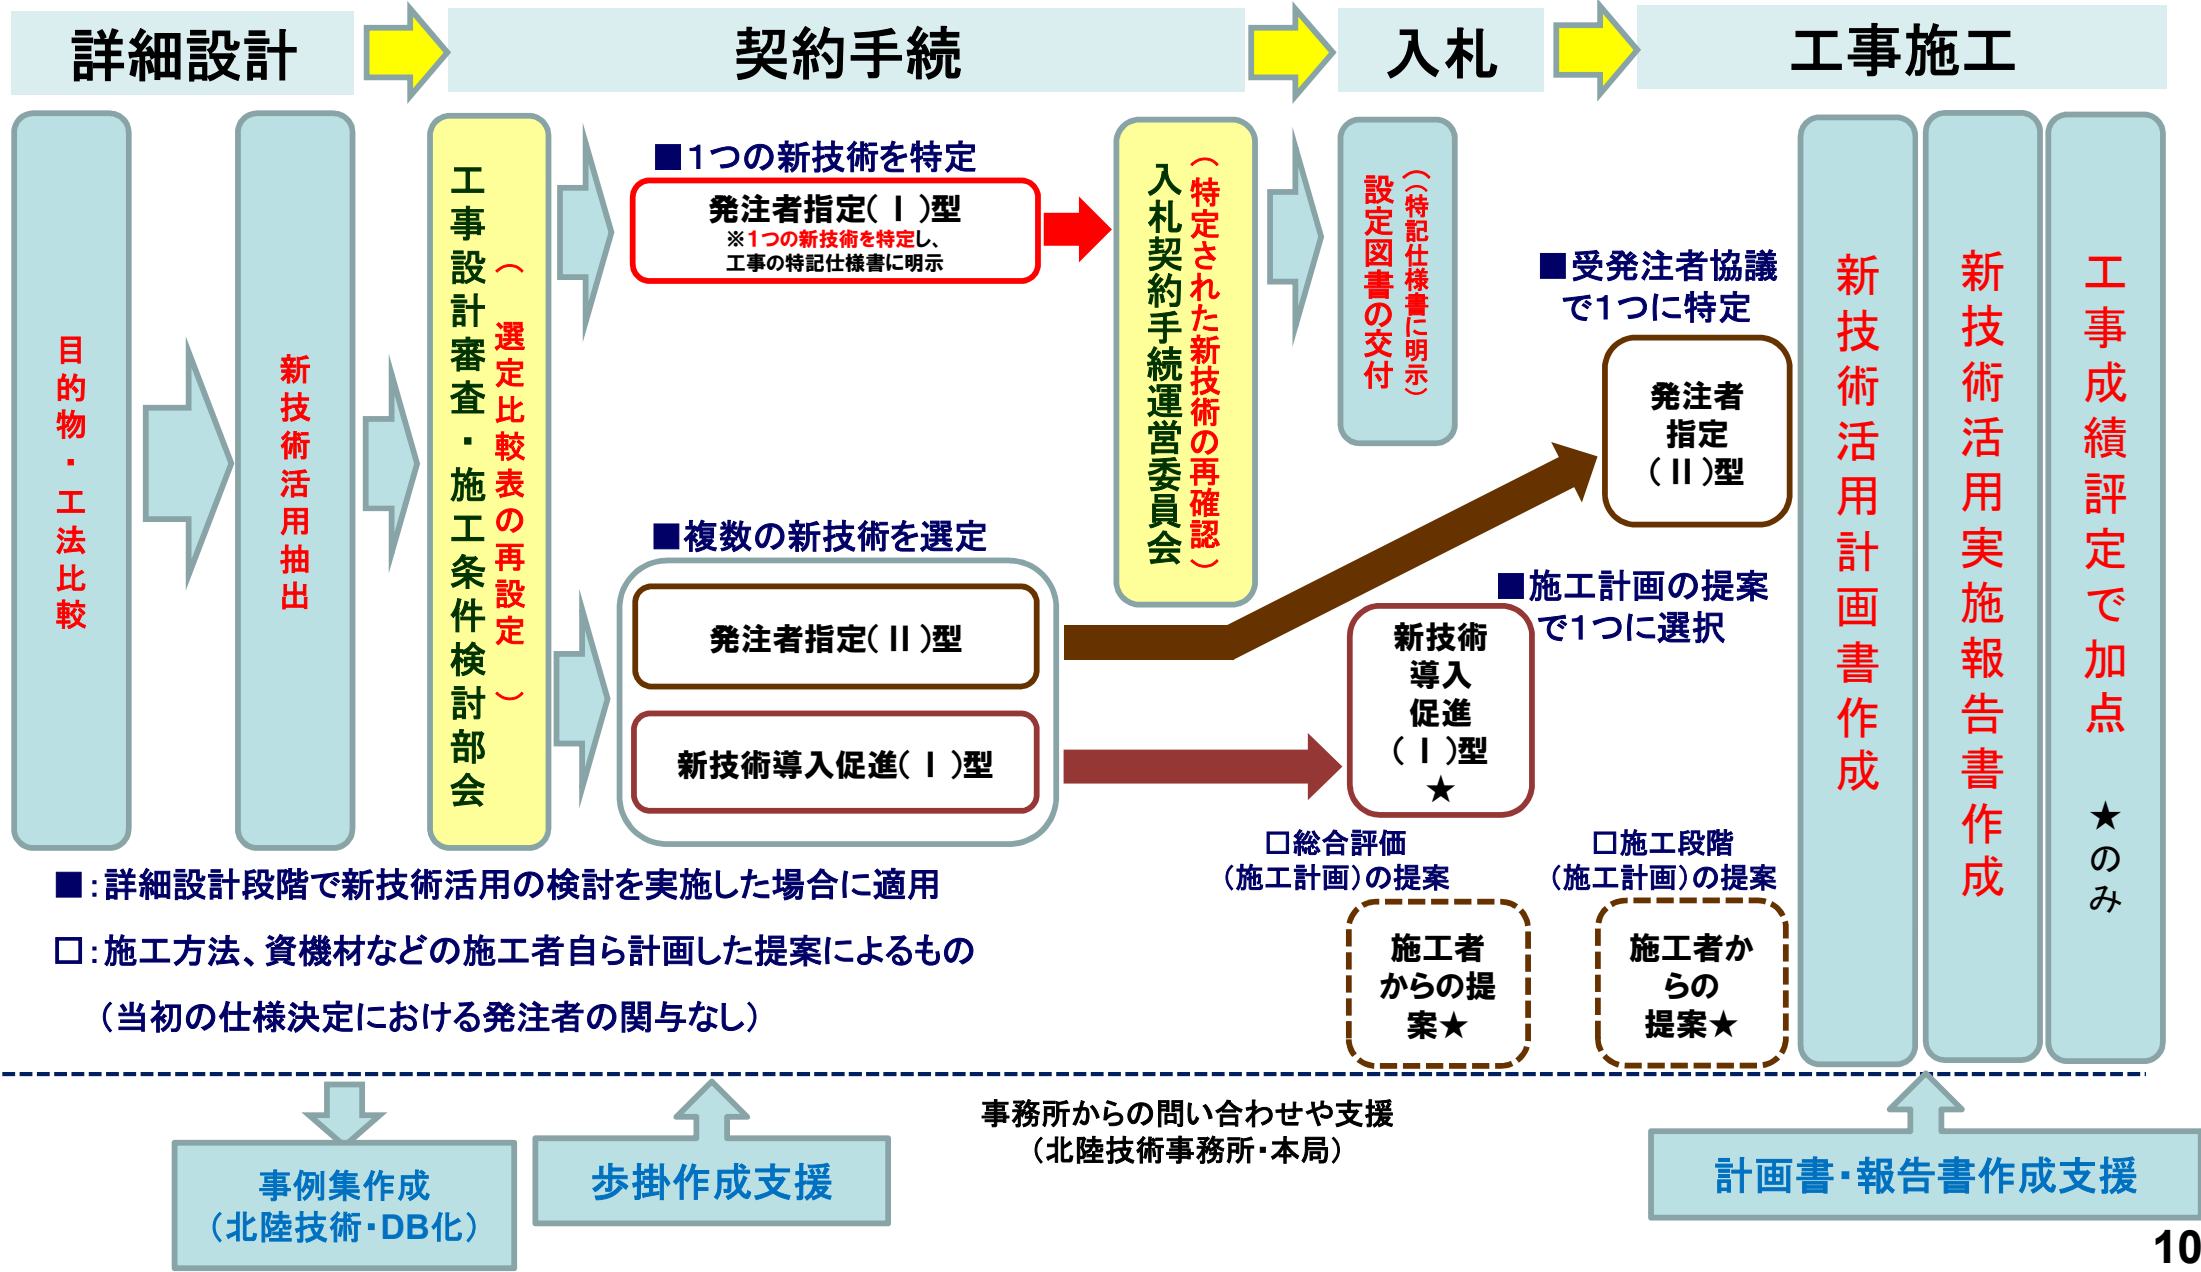 詳細設計
契約手続
入札
工事施工
目的物・工法比較
新技術活用抽出
工事設計審査・施工条件検討部会
（　選定比較表の再設定　）
■１つの新技術を特定
発注者指定(Ⅰ)型
※１つの新技術を特定し、
工事の特記仕様書に明示
■複数の新技術を選定
発注者指定(Ⅱ)型
新技術導入促進(Ⅰ)型
入札契約手続運営委員会
（特定された新技術の再確認）
設定図書の交付
（（特記仕様書に明示）
■受発注者協議
で1つに特定
発注者
指定
(Ⅱ)型
■施工計画の提案
で1つに選択
新技術
導入
促進
(Ⅰ)型
★
□総合評価
（施工計画）の提案
施工者
からの提
案★
□施工段階
（施工計画）の提案
施工者か
らの
提案★
新技術活用計画書作成
新技術活用実施報告書作成
工事成績評定で加点　★のみ
■：詳細設計段階で新技術活用の検討を実施した場合に適用
□：施工方法、資機材などの施工者自ら計画した提案によるもの
（当初の仕様決定における発注者の関与なし）
事例集作成
（北陸技術・DB化）
歩掛作成支援
事務所からの問い合わせや支援
（北陸技術事務所・本局）
計画書・報告書作成支援
10